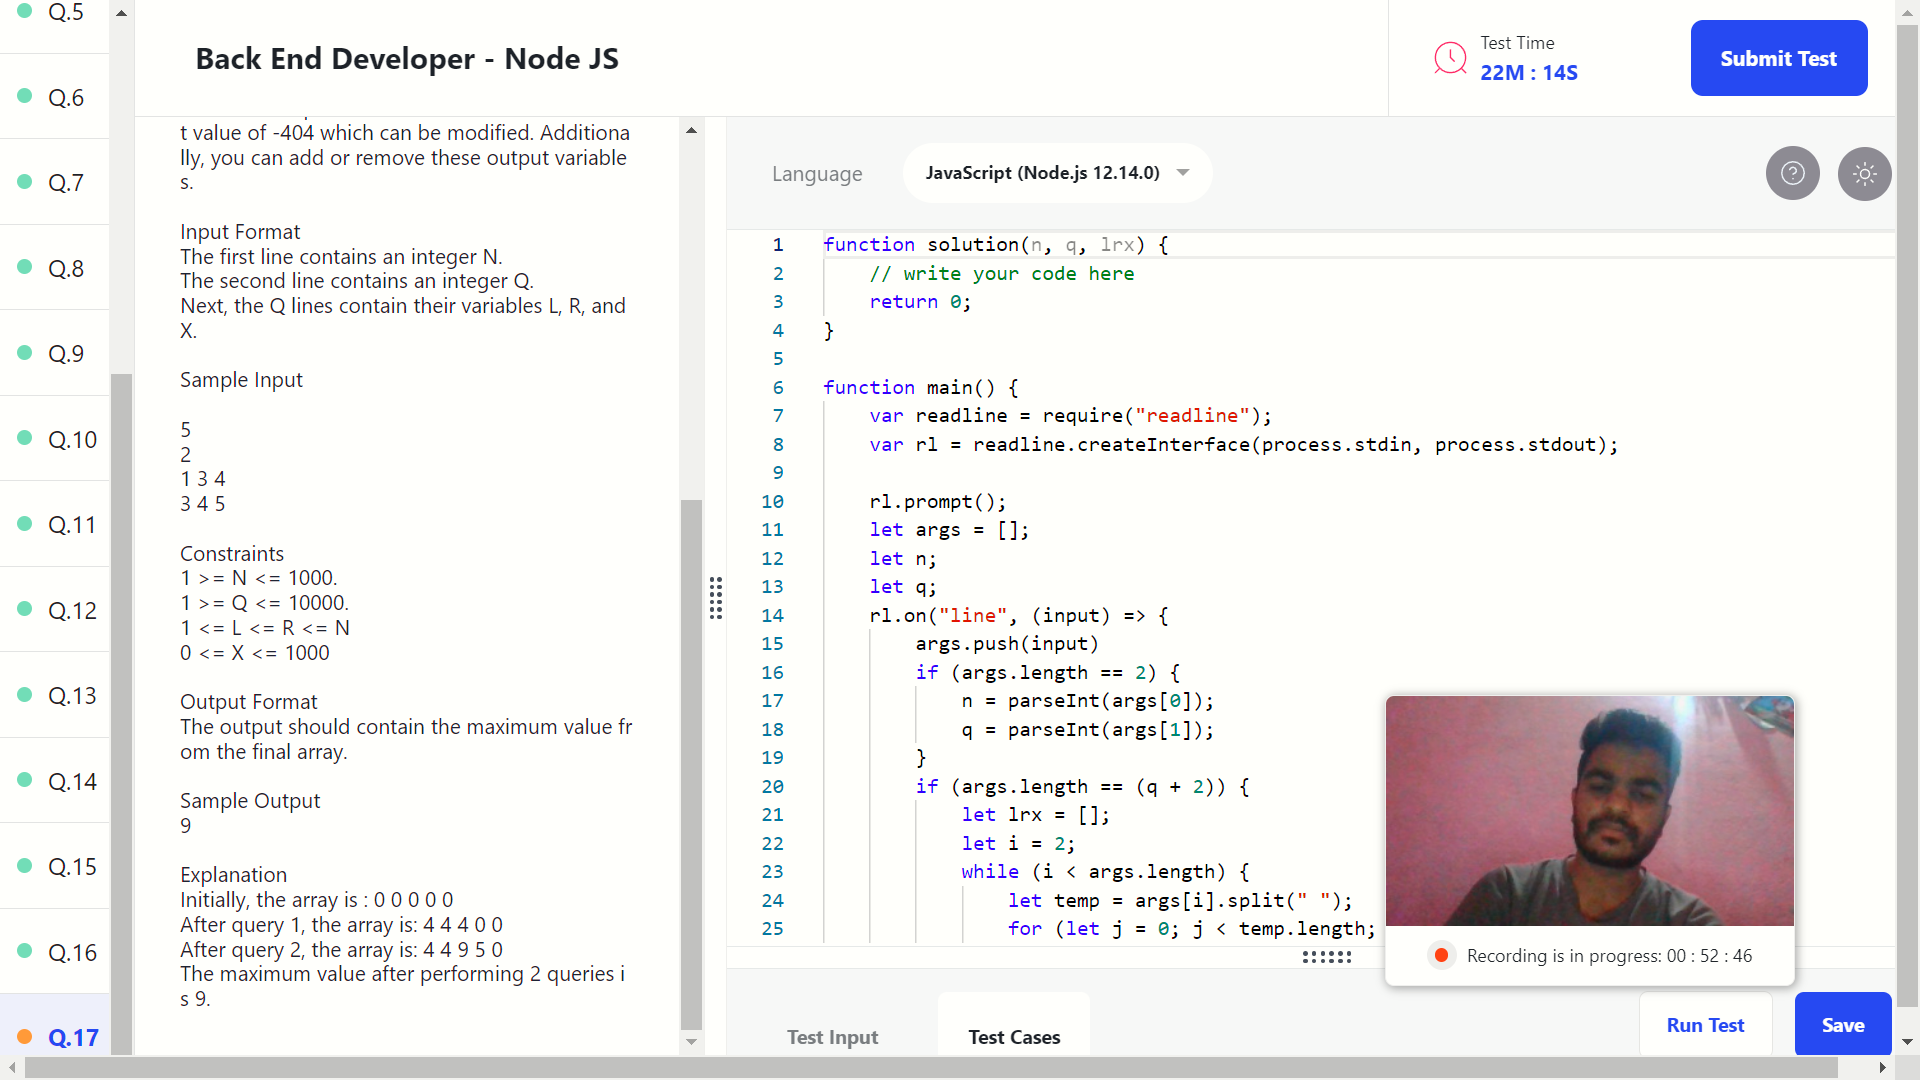 Q.5
Q.6
Q.7
Q.8
Q.9
Q.10
Q.11
Q.12
Q.13
Q.14
Q.15
Q.16
Q.17
Back End Developer - Node JS
Test Time
22M : 14S
Submit Test
t value of -404 which can be modified. Additiona
lly, you can add or remove these output variable
s.
Input Format
The first line contains an integer N.
The second line contains an integer Q.
Next, the Q lines contain their variables L, R, and
X.
Sample Input
5
2
1 3 4
3 4 5
Constraints
1 >= N <= 1000.
1 >= Q <= 10000.
1 <= L <= R <= N
0 <= X <= 1000
Output Format
The output should contain the maximum value fr
om the final array.
Sample Output
9
Explanation
Initially, the array is : 0 0 0 0 0
After query 1, the array is: 4 4 4 0 0
After query 2, the array is: 4 4 9 5 0
The maximum value after performing 2 queries i
s 9.
Language
JavaScript (Node.js 12.14.0)
1 function solution(n, q, lrx) {
2 // write your code here
3 return 0;
4 }
5
6 function main() {
7 var readline = require("readline");
8 var rl = readline.createInterface(process.stdin, process.stdout);
9
10 rl.prompt();
11 let args = [];
12 let n;
13 let q;
14 rl.on("line", (input) => {
15 args.push(input)
16 if (args.length == 2) {
17 n = parseInt(args[0]);
18 q = parseInt(args[1]);
19 }
20 if (args.length == (q + 2)) {
21 let lrx = [];
22 let i = 2;
23 while (i < args.length) {
24 let temp = args[i].split(" ");
25 for (let j = 0; j < temp.length;
Recording is in progress: 00 : 52 : 46
Test Input
Test Cases
Run Test
Save